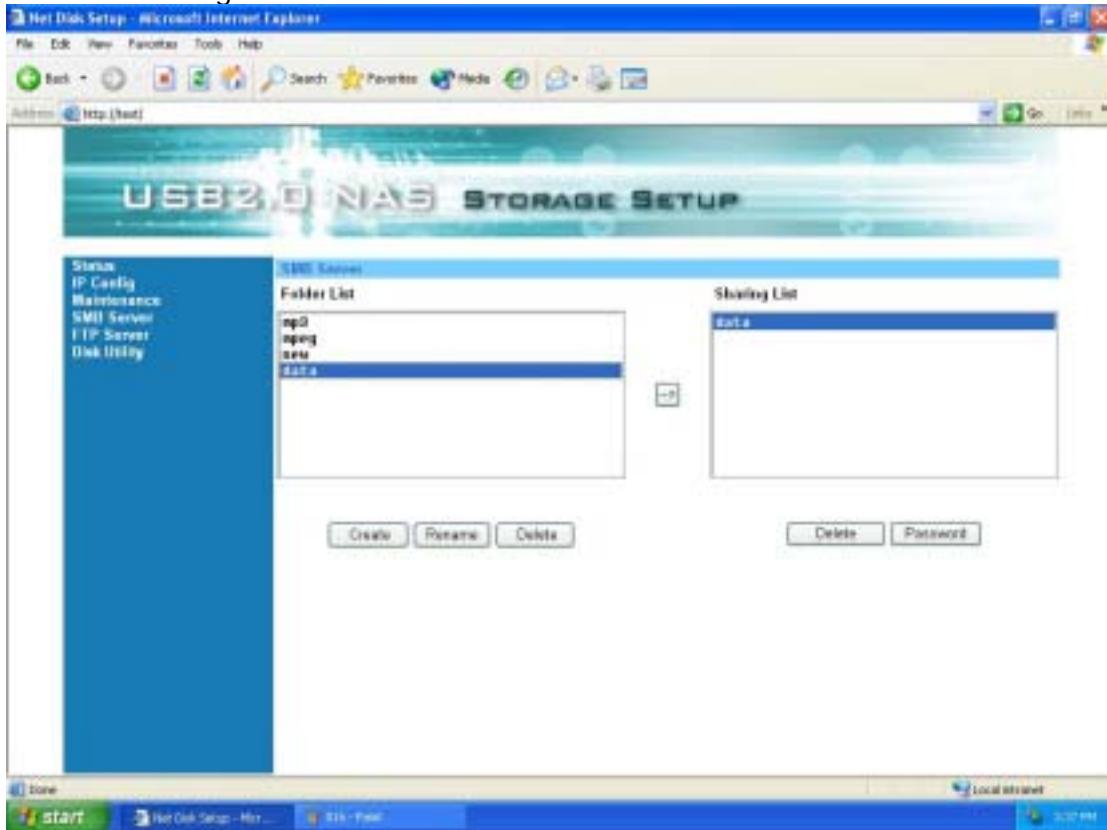 Net Disk Setup - Microsoft Internet Explorer
File Edit View Favorites Tools Help
Back Search Favorites Media
Address http://host/ Go Links
USB2.0 NAS STORAGE SETUP
Status
IP Config
Maintenance
SMB Server
FTP Server
Disk Utility
SMB Server
Folder List
mp3
mpeg
new
data
Create Rename Delete
Sharing List
data
-->
Delete Password
Done
Local intranet
start
Net Disk Setup - Micr...
Paint